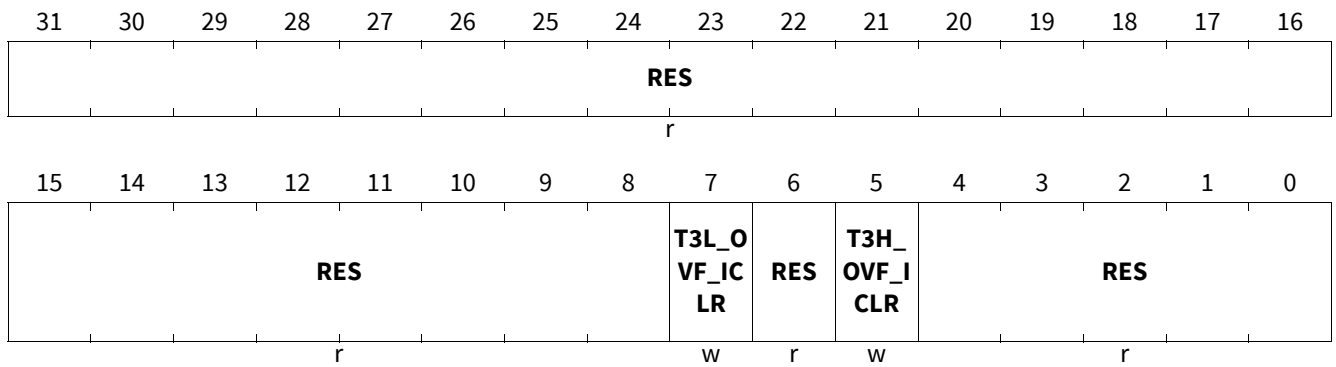 31 30 29 28 27 26 25 24 23 22 21 20 19 18 17 16
RES
r
15 14 13 12 11 10 9 8 7 6 5 4 3 2 1 0
RES T3L_O VF_IC LR RES T3H_ OVF_I CLR RES
r w r w r